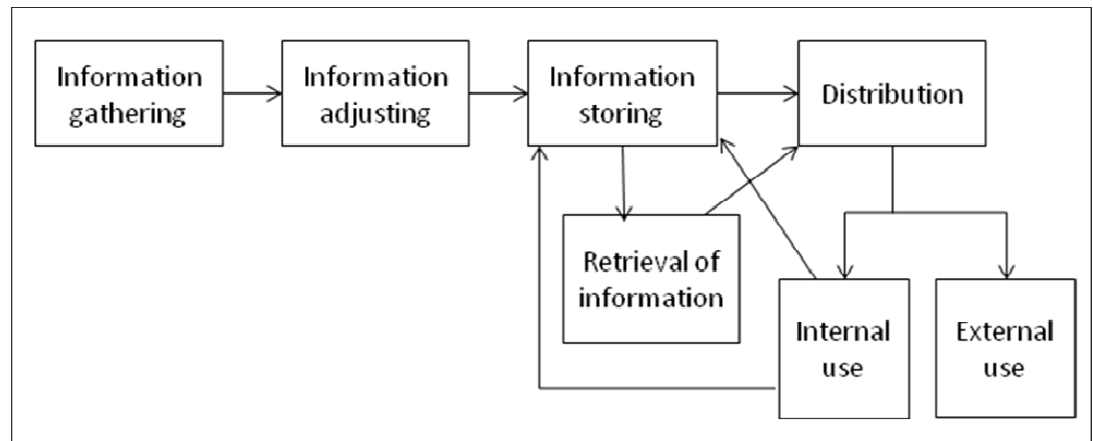 Information
gathering
Information
adjusting
Information
storing
Distribution
Retrieval of
information
Internal
use
External
use